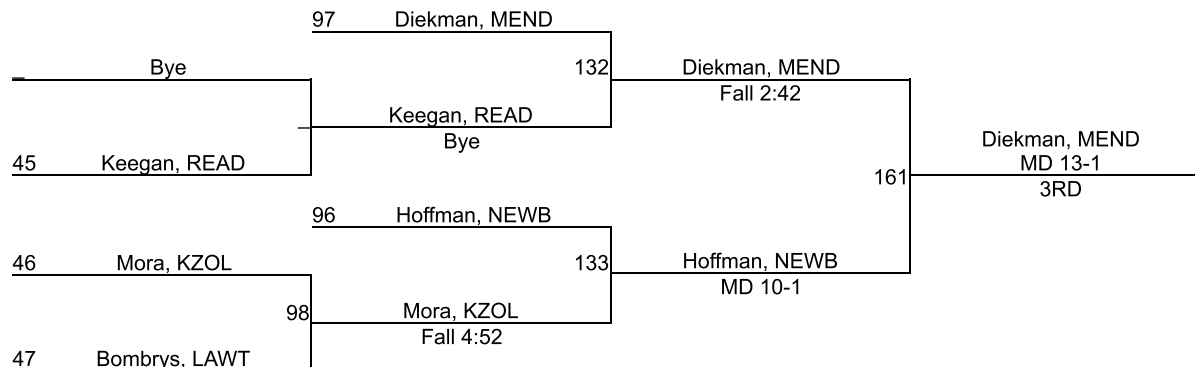 97 Diekman, MEND
_ Bye
132 Diekman, MEND
Fall 2:42
_ Keegan, READ
Bye
45 Keegan, READ
Diekman, MEND
161 MD 13-1
3RD
96 Hoffman, NEWB
46 Mora, KZOL
133 Hoffman, NEWB
MD 10-1
98 Mora, KZOL
Fall 4:52
47 Bombrys, LAWT